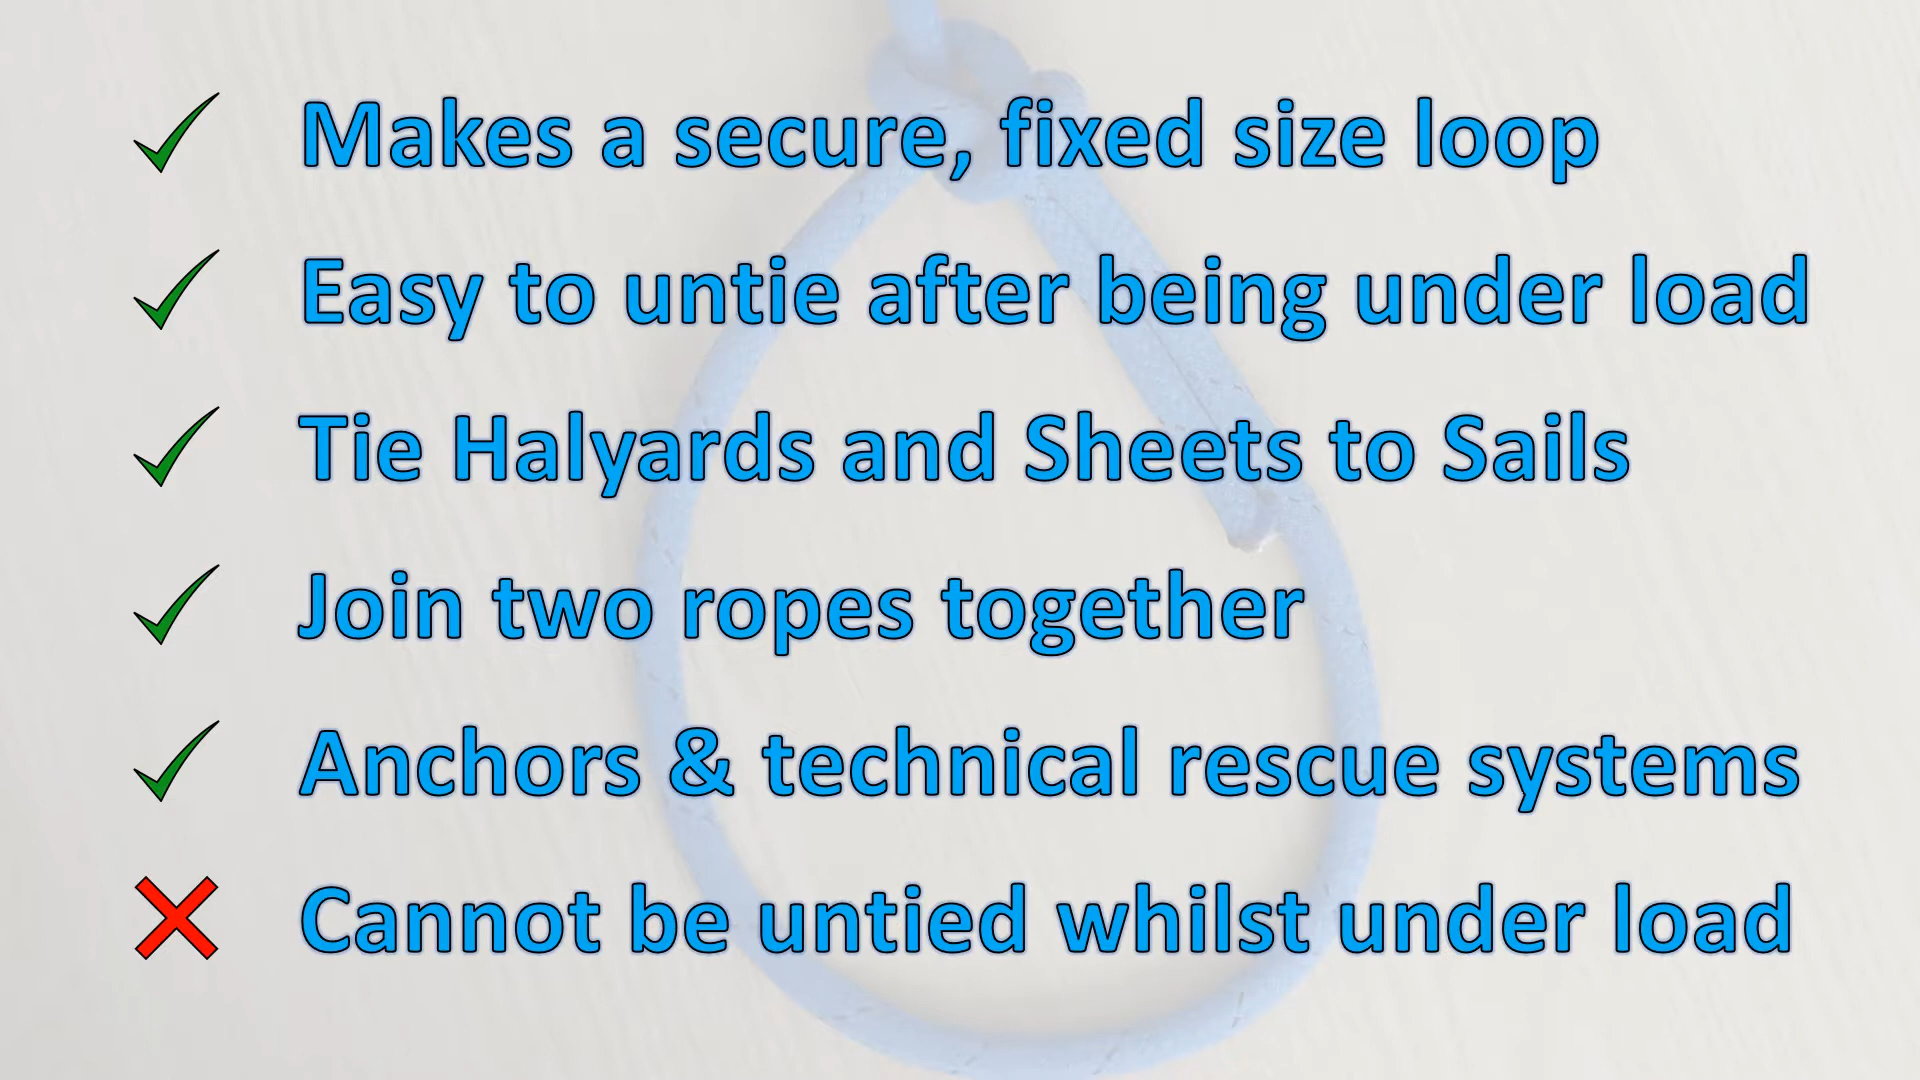 Makes a secure, fixed size loop
Easy to untie after being under load
Tie Halyards and Sheets to Sails
Join two ropes together
Anchors & technical rescue systems
Cannot be untied whilst under load